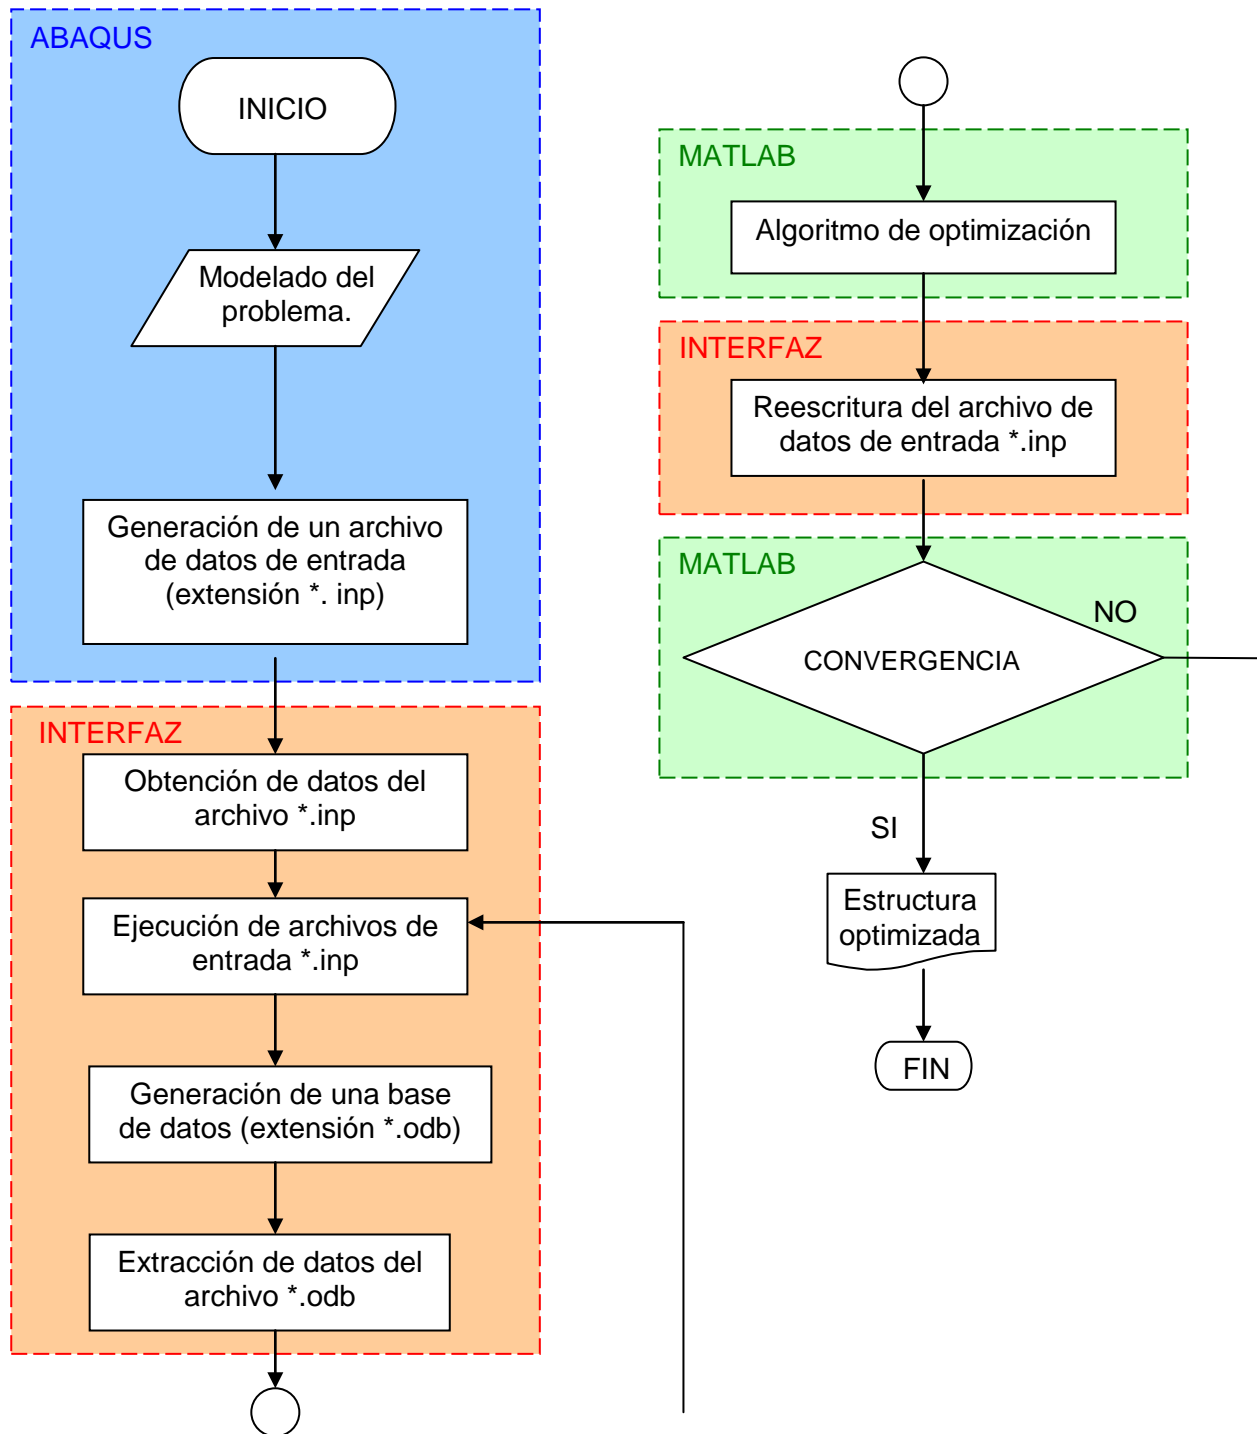 ABAQUS
INICIO
Modelado del
problema.
Generación de un archivo
de datos de entrada
(extensión *. inp)
INTERFAZ
Obtención de datos del
archivo *.inp
Ejecución de archivos de
entrada *.inp
Generación de una base
de datos (extensión *.odb)
Extracción de datos del
archivo *.odb
MATLAB
Algoritmo de optimización
INTERFAZ
Reescritura del archivo de
datos de entrada *.inp
MATLAB
NO
CONVERGENCIA
SI
Estructura
optimizada
FIN